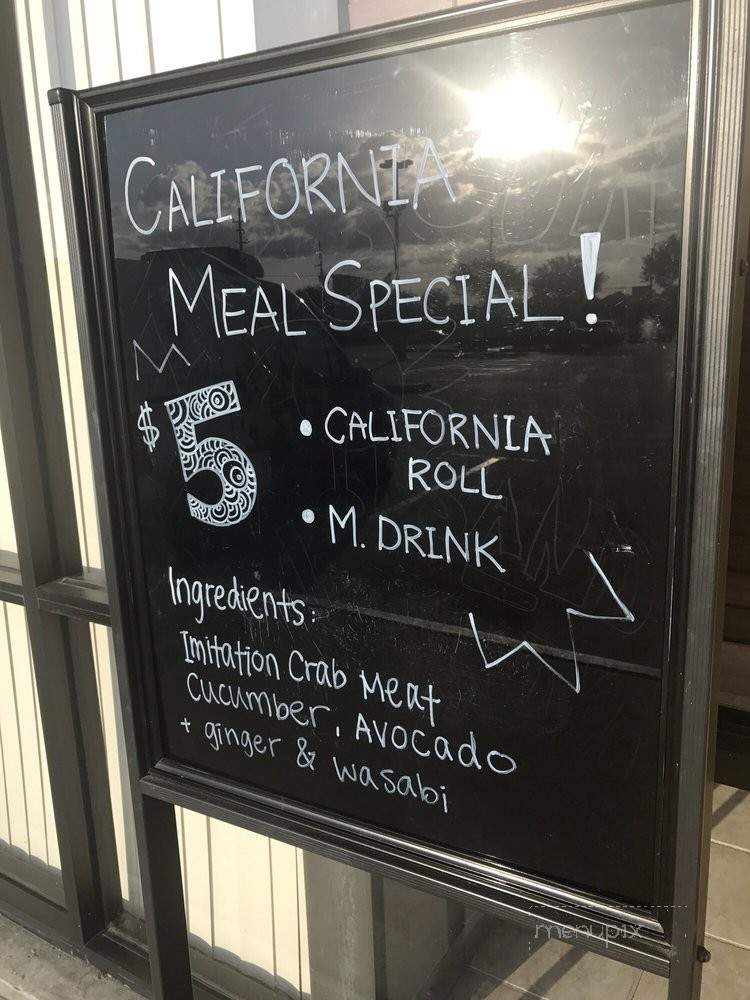 CALIFORNIA
MEAL SPECIAL!
$5
• CALIFORNIA
ROLL
• M. DRINK
Ingredients:
Imitation Crab Meat
Cucumber, Avocado
+ ginger & wasabi
menupix